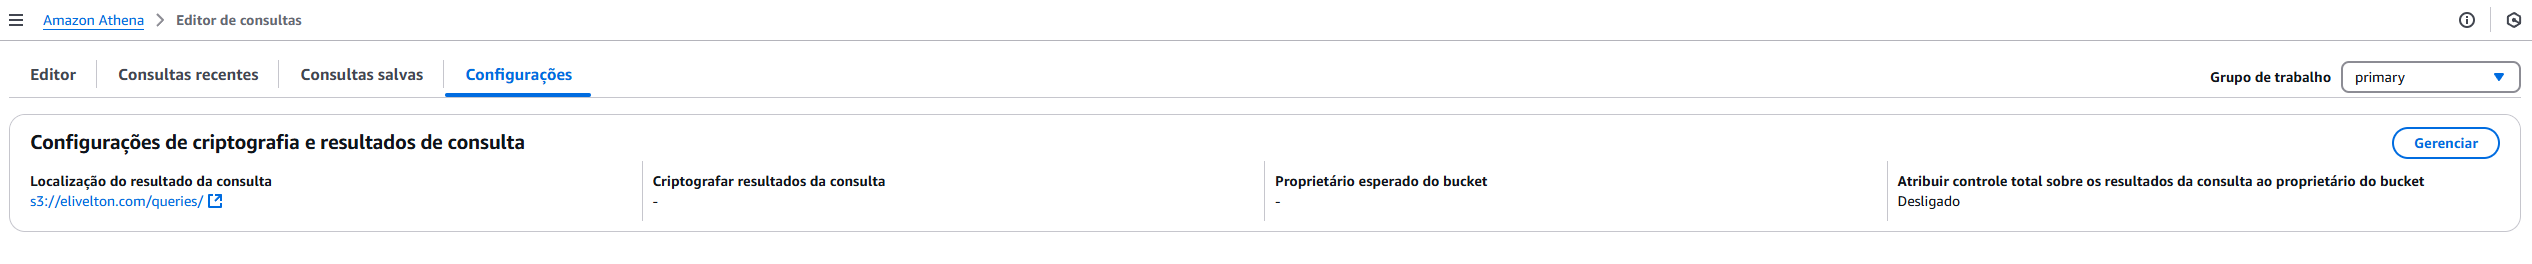 Amazon Athena > Editor de consultas
Editor Consultas recentes Consultas salvas Configurações Grupo de trabalho primary
Configurações de criptografia e resultados de consulta Gerenciar
Localização do resultado da consulta Criptografar resultados da consulta Proprietário esperado do bucket Atribuir controle total sobre os resultados da consulta ao proprietário do bucket
s3://elivelton.com/queries/ - - Desligado